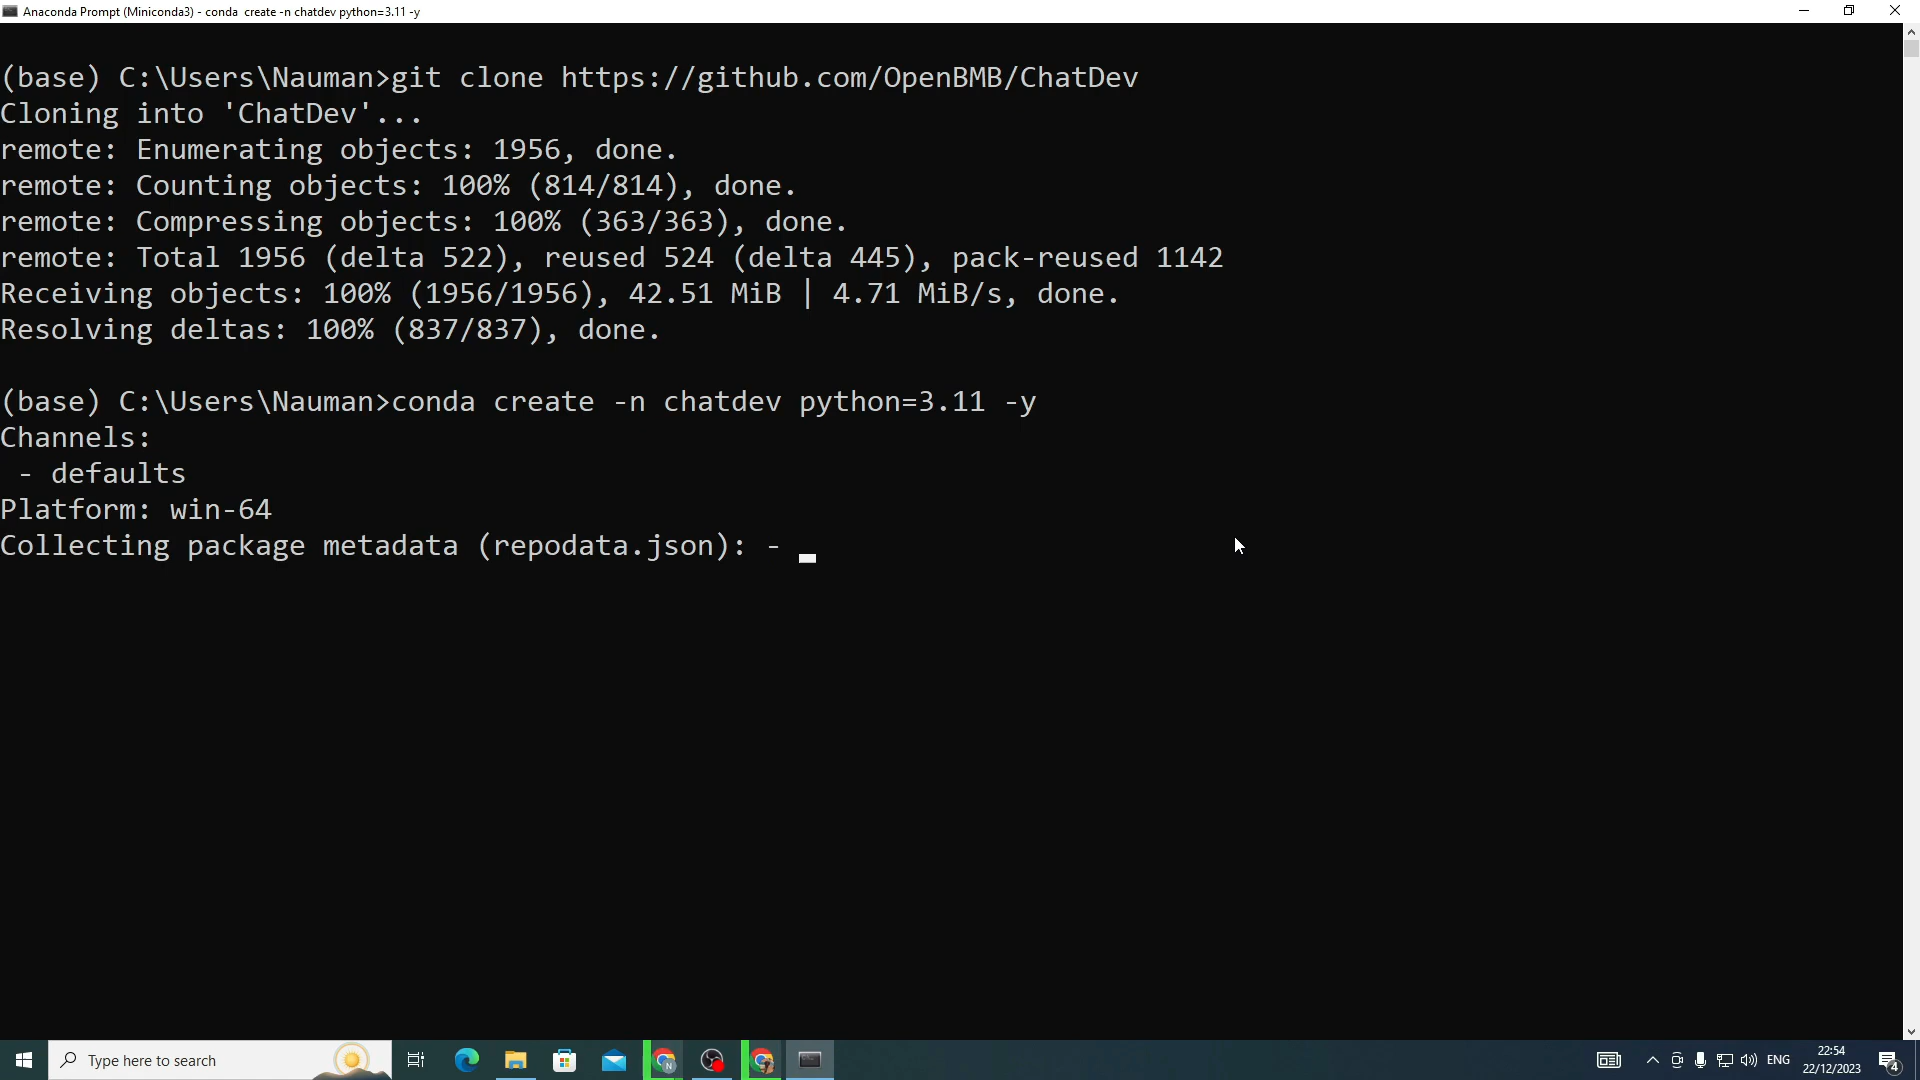 Anaconda Prompt (Miniconda3) - conda  create -n chatdev python=3.11 -y
(base) C:\Users\Nauman>git clone https://github.com/OpenBMB/ChatDev
Cloning into 'ChatDev'...
remote: Enumerating objects: 1956, done.
remote: Counting objects: 100% (814/814), done.
remote: Compressing objects: 100% (363/363), done.
remote: Total 1956 (delta 522), reused 524 (delta 445), pack-reused 1142
Receiving objects: 100% (1956/1956), 42.51 MiB | 4.71 MiB/s, done.
Resolving deltas: 100% (837/837), done.
(base) C:\Users\Nauman>conda create -n chatdev python=3.11 -y
Channels:
 - defaults
Platform: win-64
Collecting package metadata (repodata.json): - 
Type here to search
N
ENG
22:54
22/12/2023
4